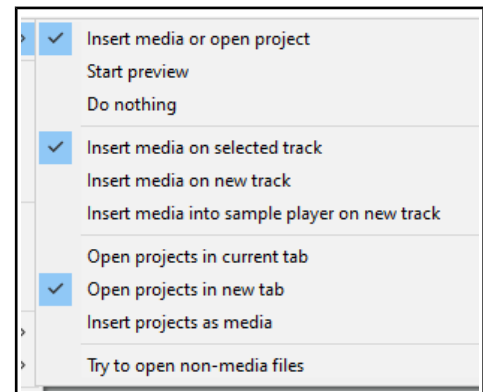 Insert media or open project
Start preview
Do nothing
Insert media on selected track
Insert media on new track
Insert media into sample player on new track
Open projects in current tab
Open projects in new tab
Insert projects as media
Try to open non-media files